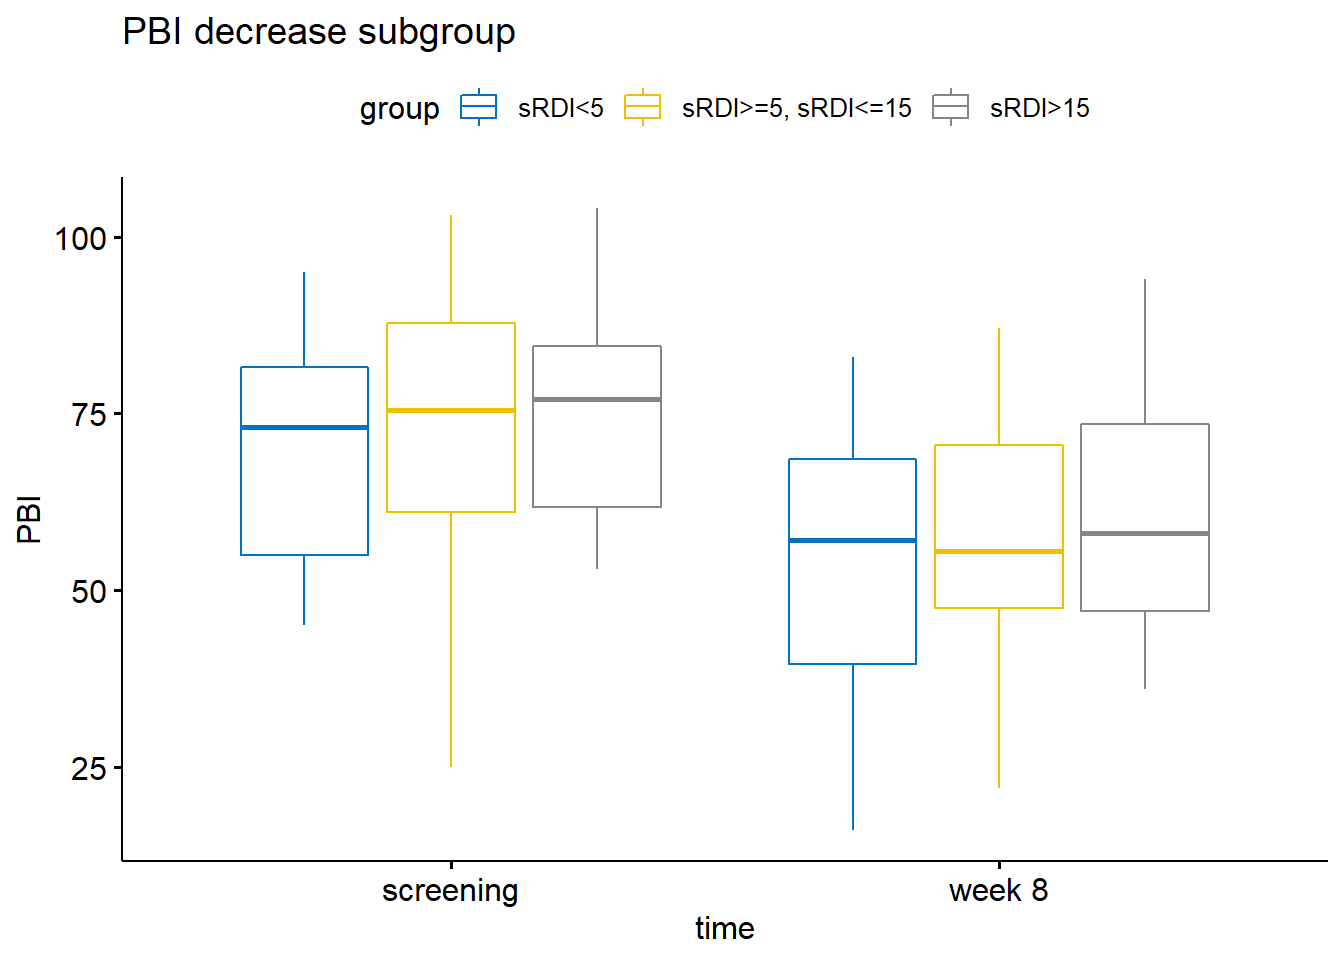 PBI decrease subgroup
group sRDI<5 sRDI>=5, sRDI<=15 sRDI>15
100
75
50
25
PBI
screening week 8
time